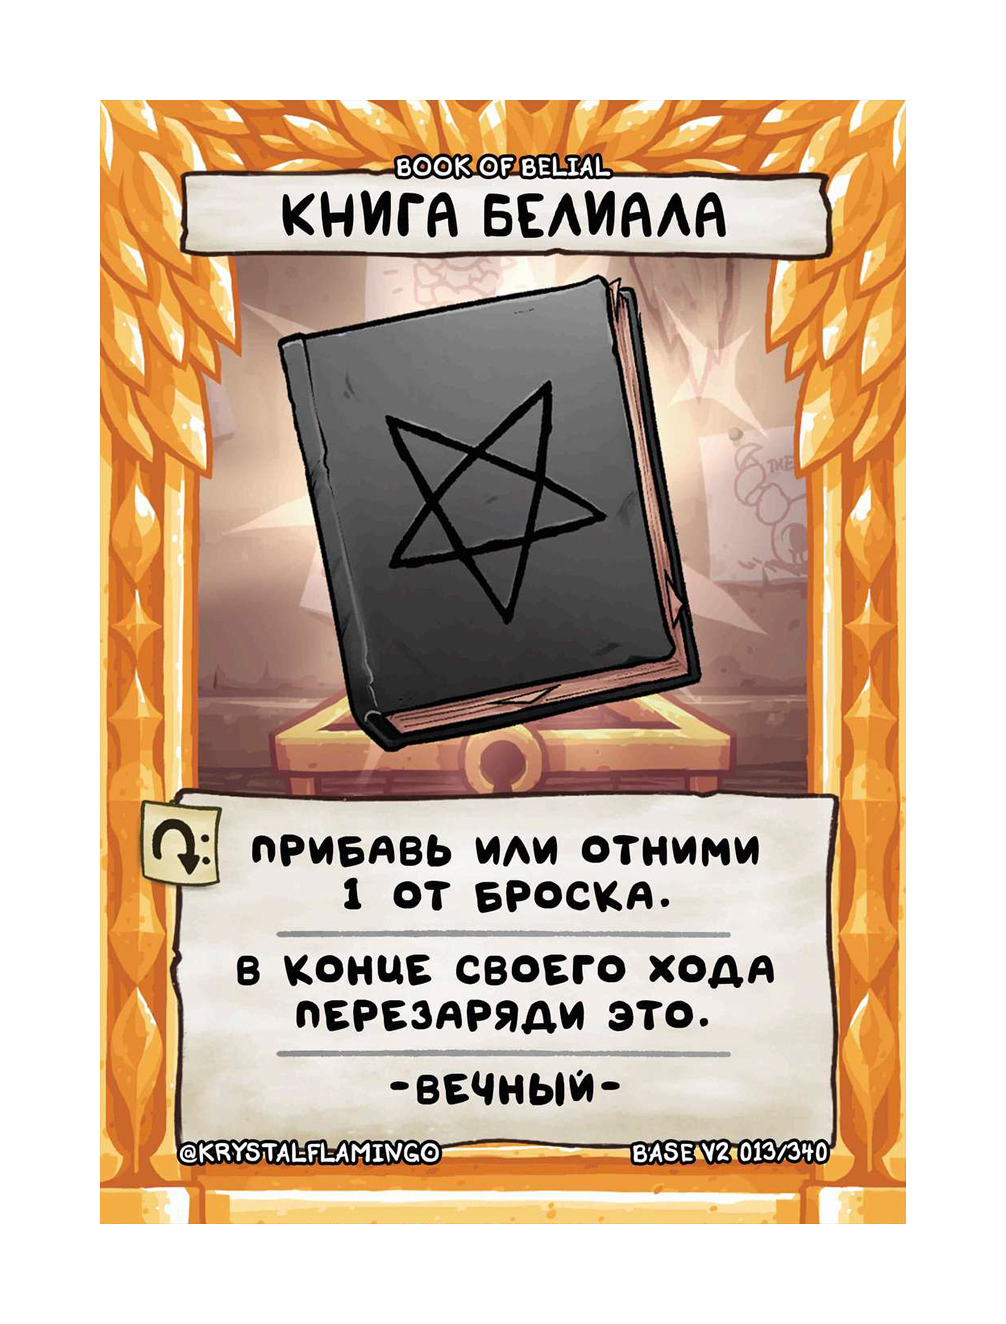 BOOK OF BELIAL
КНИГА БЕЛИАЛА
THE
ПРИБАВЬ ИЛИ ОТНИМИ
1 ОТ БРОСКА.
В КОНЦЕ СВОЕГО ХОДА
ПЕРЕЗАРЯДИ ЭТО.
-ВЕЧНЫЙ-
@KRYSTALFLAMINGO
BASE V2 013/340